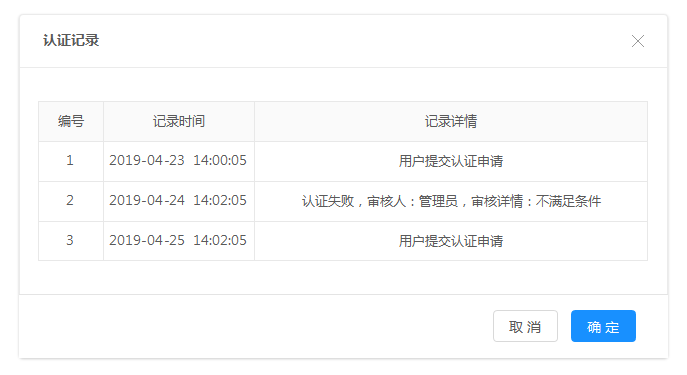 认证记录
编号 记录时间 记录详情
1 2019-04-23 14:00:05 用户提交认证申请
2 2019-04-24 14:02:05 认证失败，审核人：管理员，审核详情：不满足条件
3 2019-04-25 14:02:05 用户提交认证申请
取 消 确 定